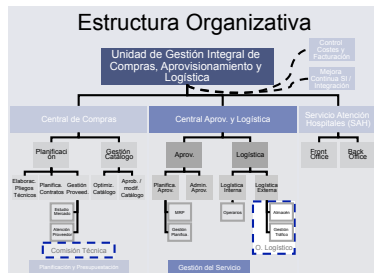 Estructura Organizativa
Unidad de Gestión Integral de
Compras, Aprovisionamiento y
Logística
Control
Costes y
Facturación
Mejora
Continua SI /
Integración
Central de Compras
Central Aprov. y Logística
Servicio Atención
Hospitales (SAH)
Planificaci
ón
Gestión
Catálogo
Aprov.
Logística
Front
Office
Back
Office
Elaborac.
Pliegos
Técnicos
Planifica.
Contratos
Gestión
Proveed.
Optimiz.
Catálogo
Aprob. /
modif.
Catálogo
Planifica.
Aprov.
Admin.
Aprov.
Logística
Interna
Logística
Externa
Estudio
Mercado
Atención
Proveedor
MRP
Gestión
Plantilla
Operarios
Almacén
Gestión
Tráfico
Comisión Técnica
O. Logístico
Planificación y Presupuestación
Gestión del Servicio